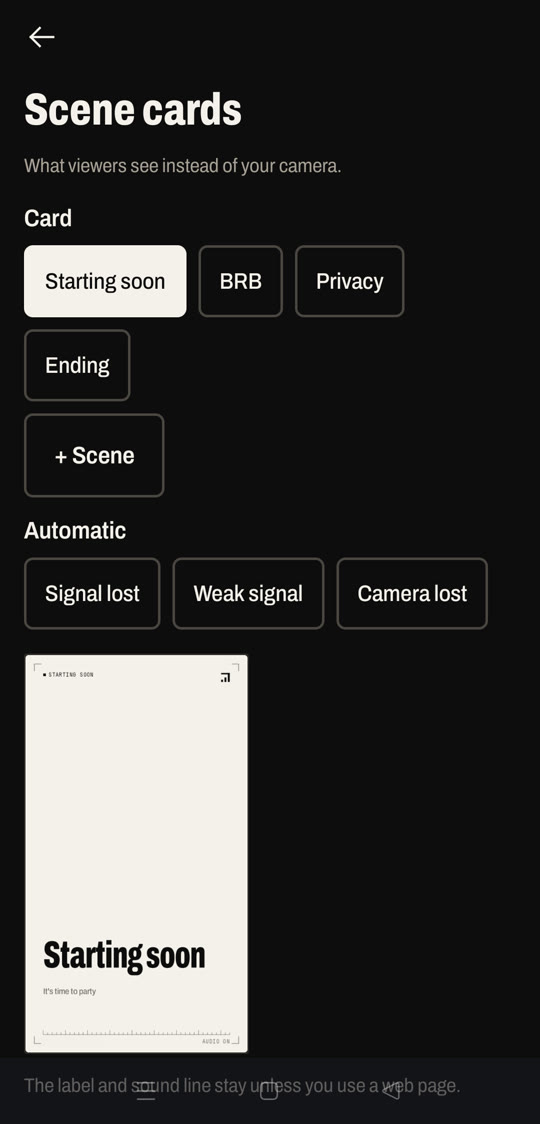 Scene cards
What viewers see instead of your camera.
Card
Starting soon
BRB
Privacy
Ending
+ Scene
Automatic
Signal lost
Weak signal
Camera lost
STARTING SOON
Starting soon
It's time to party
AUDIO ON
The label and sound line stay unless you use a web page.